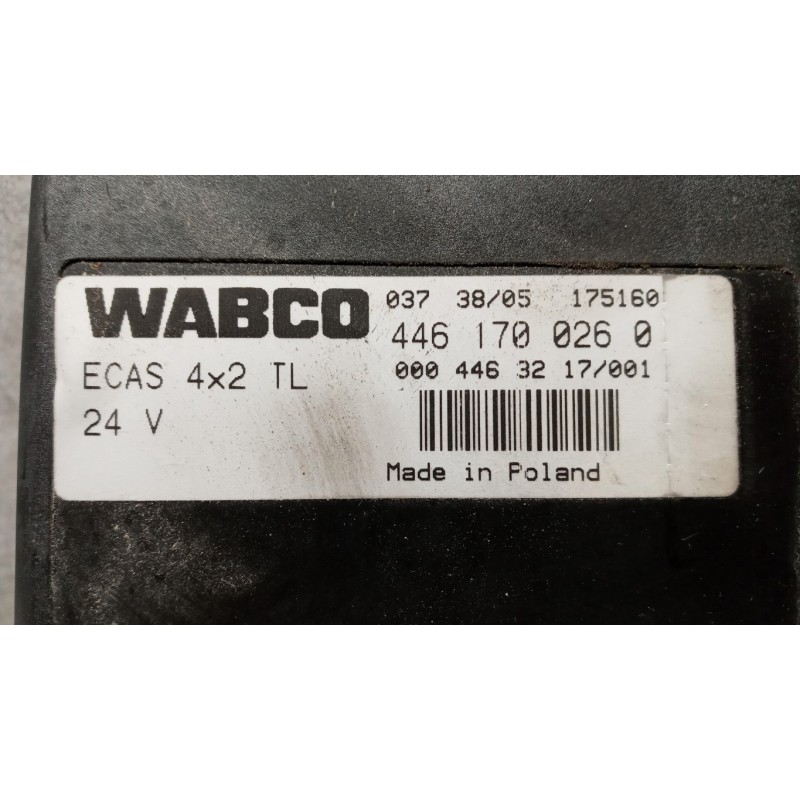 WABCO
037 38/05 175160
446 170 026 0
ECAS 4x2 TL
000 446 32 17/001
24 V
Made in Poland